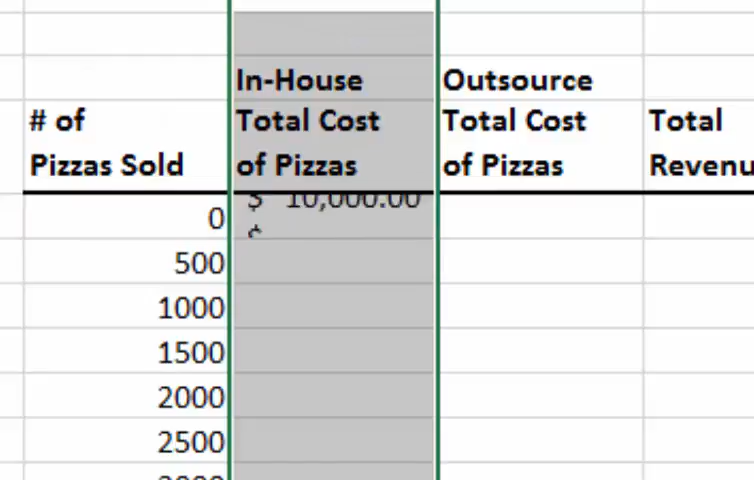 In-House Outsource
# of Total Cost Total Cost Total
Pizzas Sold of Pizzas of Pizzas Revenu
0 $ 10,000.00
500
1000
1500
2000
2500